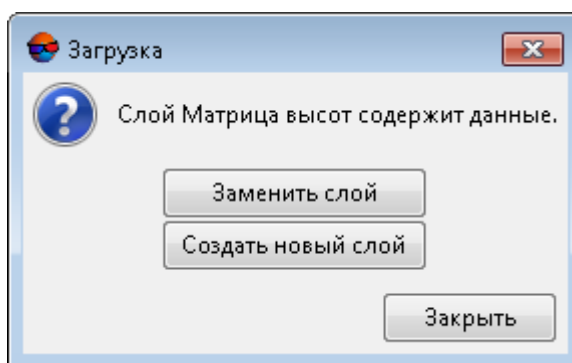 Загрузка
Слой Матрица высот содержит данные.
Заменить слой
Создать новый слой
Закрыть